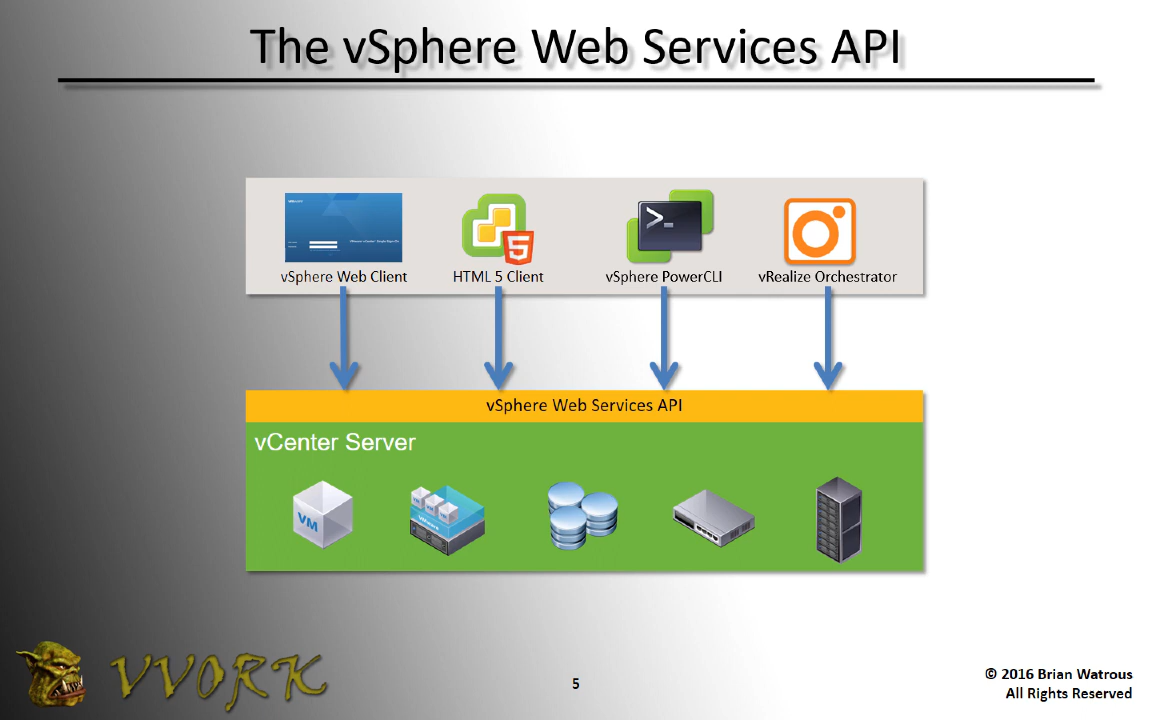 The vSphere Web Services API
vSphere Web Client
HTML 5 Client
vSphere PowerCLI
vRealize Orchestrator
vSphere Web Services API
vCenter Server
VM
VMware
VVORK
5
© 2016 Brian Watrous
All Rights Reserved